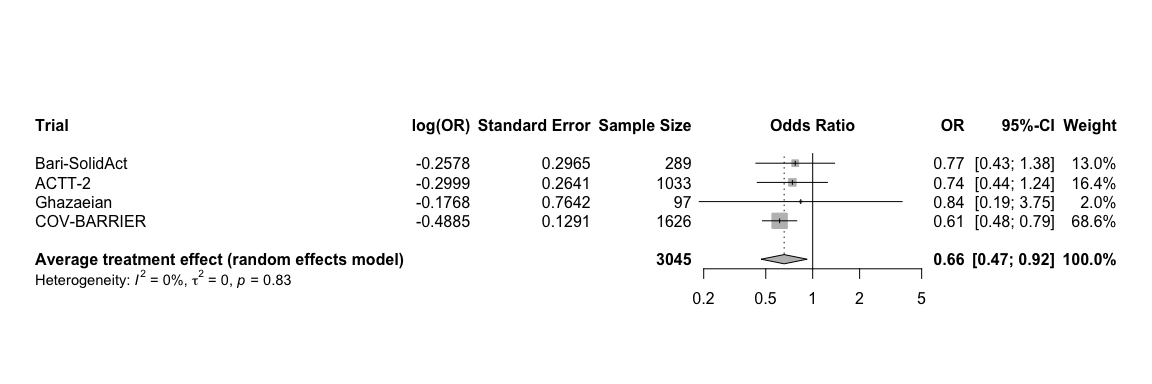 Trial log(OR) Standard Error Sample Size Odds Ratio OR 95%-CI Weight
Bari-SolidAct -0.2578 0.2965 289 0.77 [0.43; 1.38] 13.0%
ACTT-2 -0.2999 0.2641 1033 0.74 [0.44; 1.24] 16.4%
Ghazaeian -0.1768 0.7642 97 0.84 [0.19; 3.75] 2.0%
COV-BARRIER -0.4885 0.1291 1626 0.61 [0.48; 0.79] 68.6%
Average treatment effect (random effects model) 3045 0.66 [0.47; 0.92] 100.0%
Heterogeneity: I² = 0%, τ² = 0, p = 0.83
0.2 0.5 1 2 5